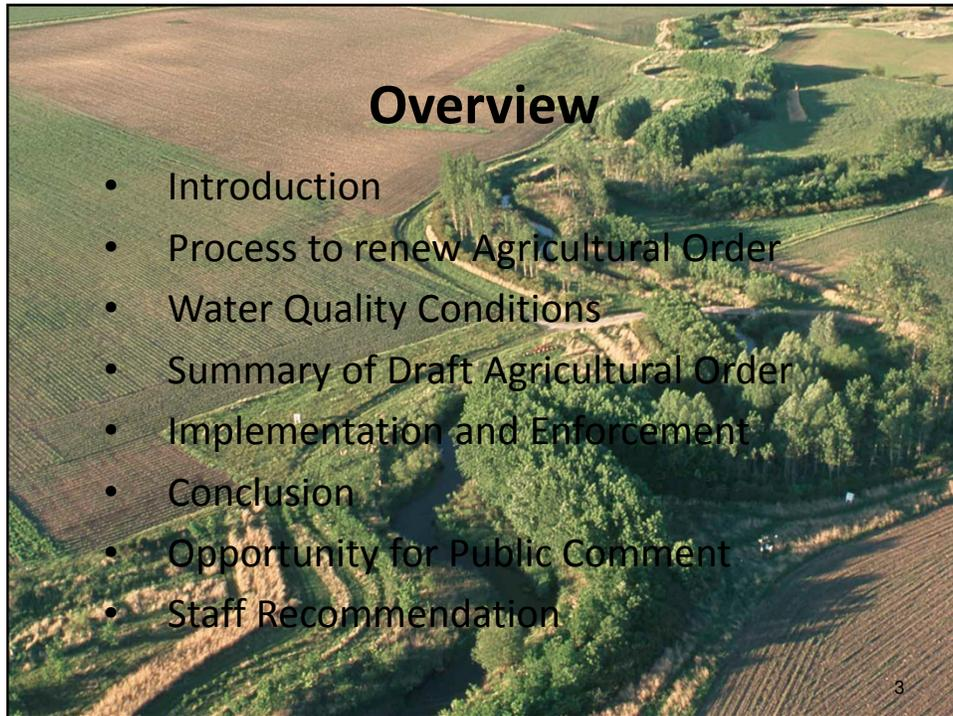 Overview
• Introduction
• Process to renew Agricultural Order
• Water Quality Conditions
• Summary of Draft Agricultural Order
• Implementation and Enforcement
• Conclusion
• Opportunity for Public Comment
• Staff Recommendation
3